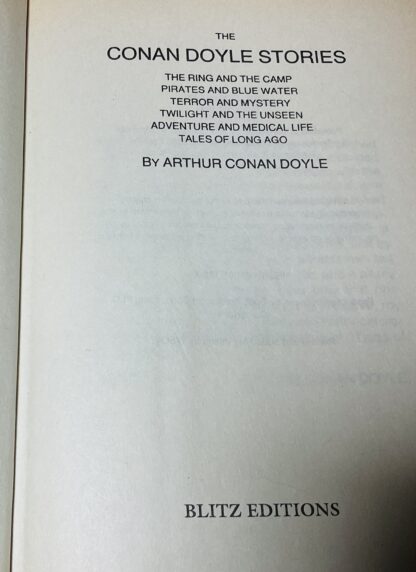 THE
CONAN DOYLE STORIES
THE RING AND THE CAMP
PIRATES AND BLUE WATER
TERROR AND MYSTERY
TWILIGHT AND THE UNSEEN
ADVENTURE AND MEDICAL LIFE
TALES OF LONG AGO
BY ARTHUR CONAN DOYLE
BLITZ EDITIONS